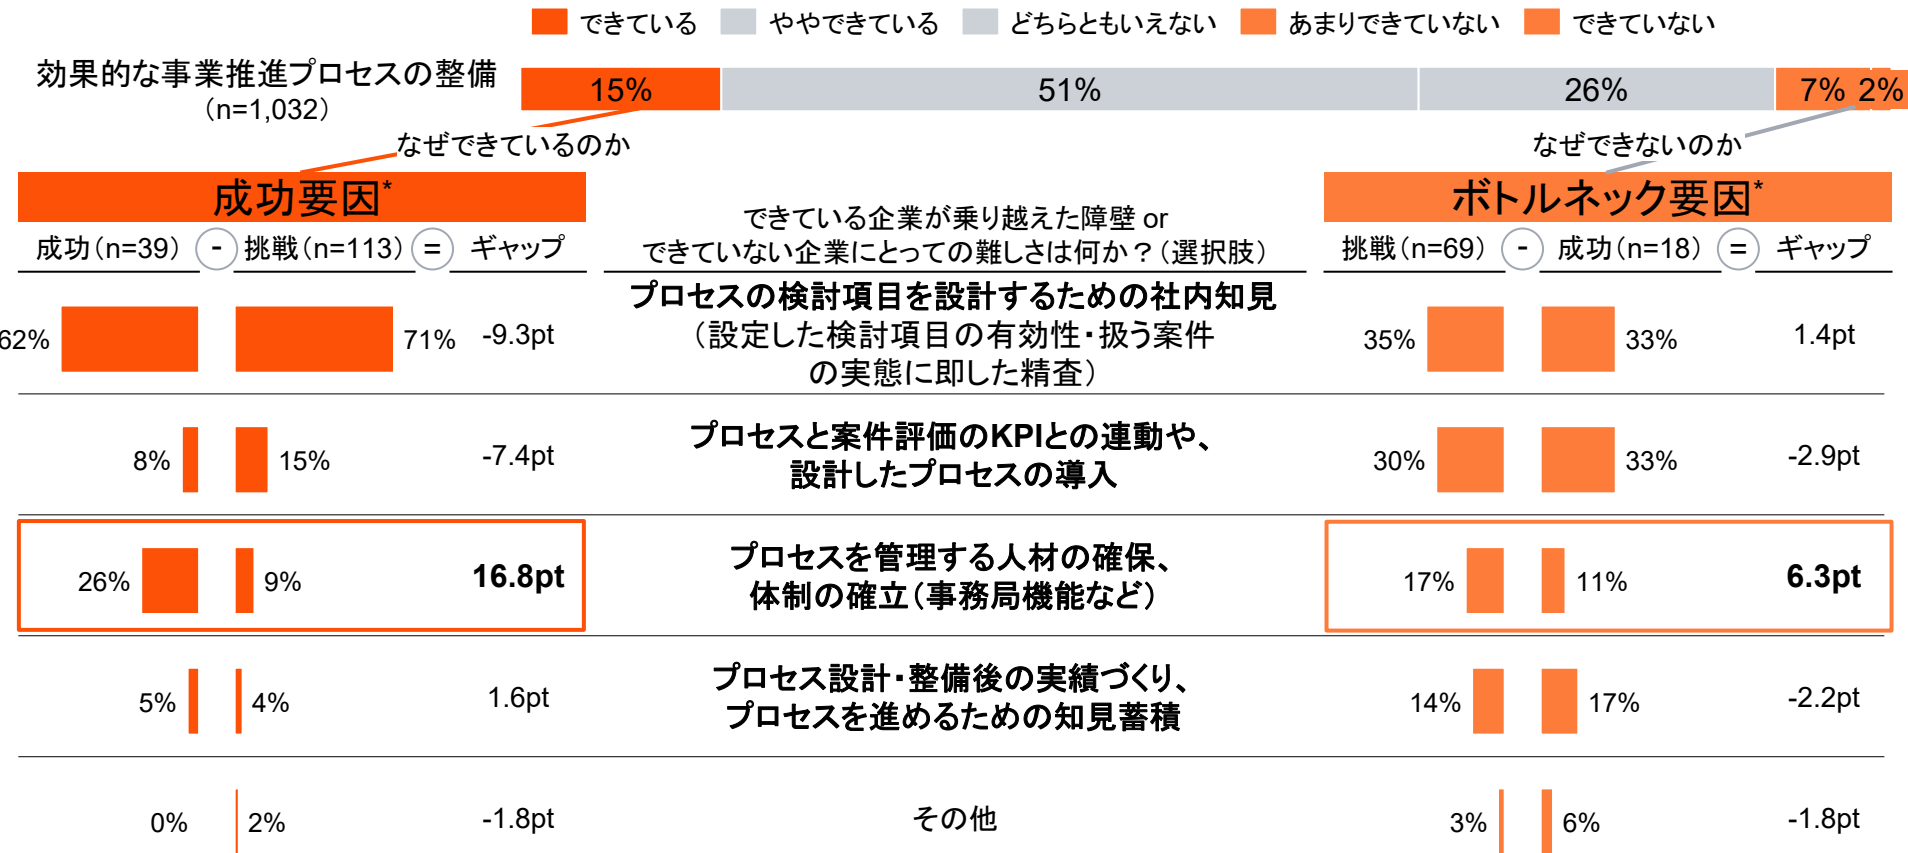 できている ややできている どちらともいえない あまりできていない できていない
効果的な事業推進プロセスの整備
(n=1,032)
15% 51% 26% 7% 2%
なぜできているのか なぜできないのか
成功要因* ボトルネック要因*
できている企業が乗り越えた障壁 or
できていない企業にとっての難しさは何か？(選択肢)
成功(n=39) - 挑戦(n=113) = ギャップ 挑戦(n=69) - 成功(n=18) = ギャップ
プロセスの検討項目を設計するための社内知見
(設定した検討項目の有効性・扱う案件
の実態に即した精査)
62% 71% -9.3pt 35% 33% 1.4pt
プロセスと案件評価のKPIとの連動や、
設計したプロセスの導入
8% 15% -7.4pt 30% 33% -2.9pt
プロセスを管理する人材の確保、
体制の確立(事務局機能など)
26% 9% 16.8pt 17% 11% 6.3pt
プロセス設計・整備後の実績づくり、
プロセスを進めるための知見蓄積
5% 4% 1.6pt 14% 17% -2.2pt
0% 2% -1.8pt その他 3% 6% -1.8pt